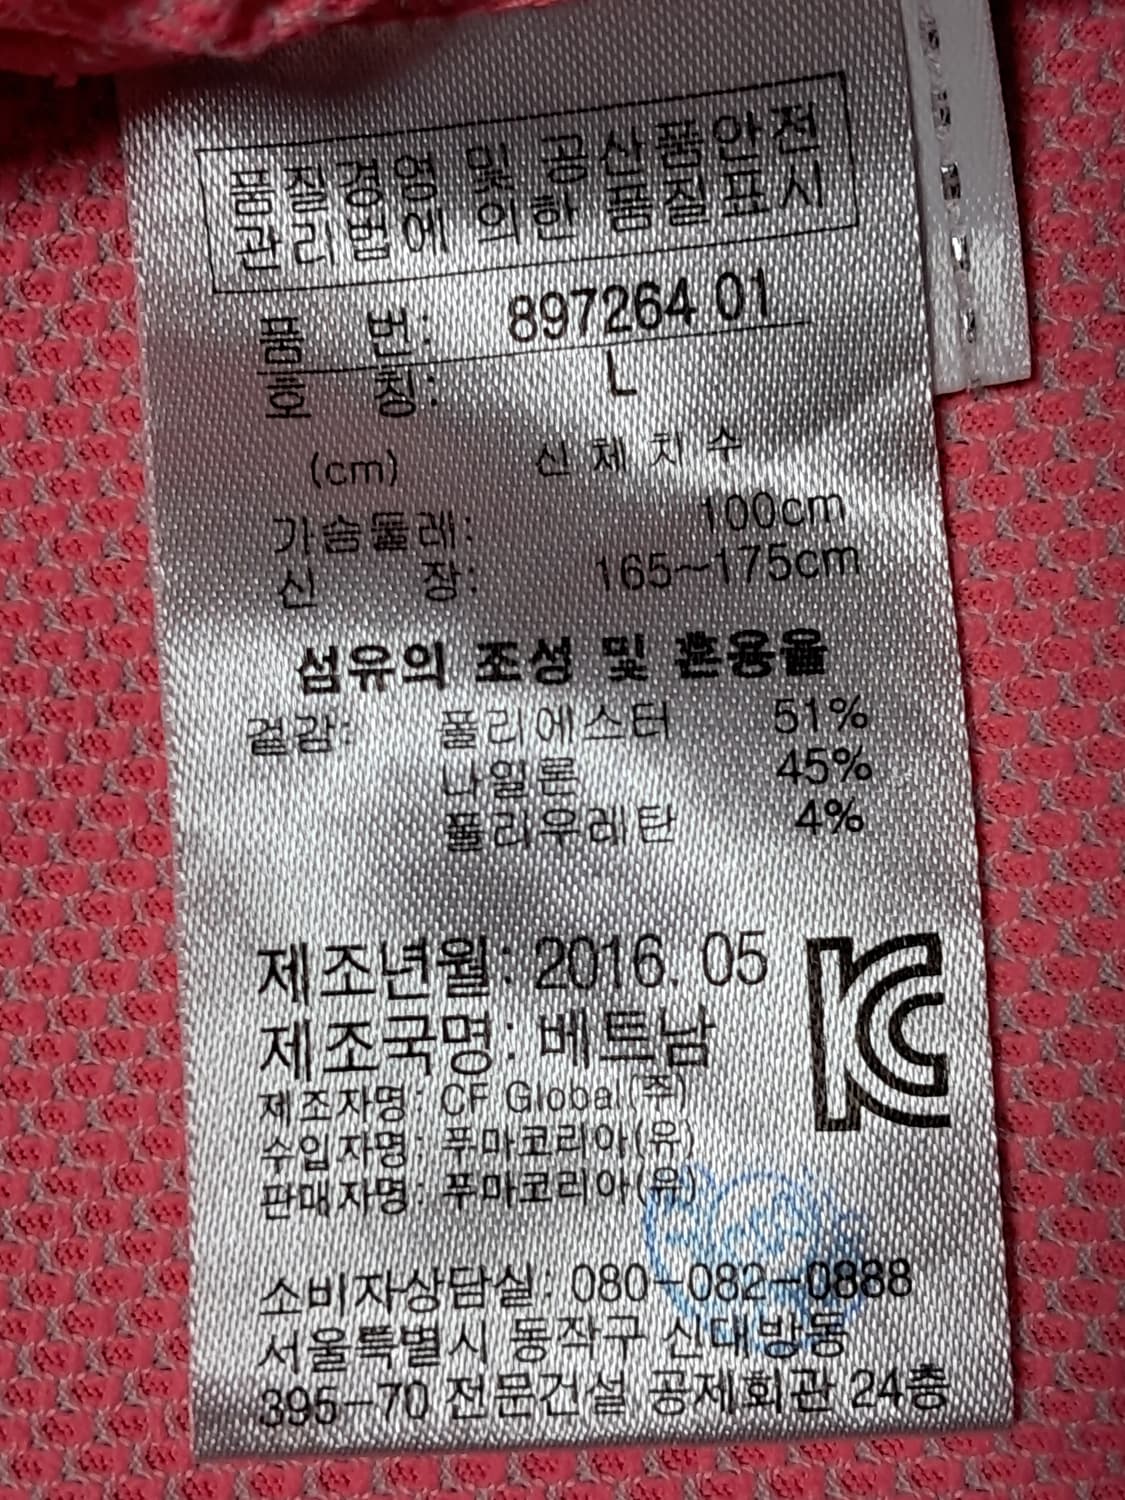 품질경영 및 공산품안전
관리법에 의한 품질표시
품 번: 897264 01
호 칭: L
(cm) 신체치수
가슴둘레: 100cm
신 장: 165~175cm
섬유의 조성 및 혼용율
겉감: 폴리에스터 51%
나일론 45%
폴리우레탄 4%
제조년월: 2016. 05
제조국명: 베트남
제조자명: CF Global(주)
수입자명: 푸마코리아(유)
판매자명: 푸마코리아(유)
소비자상담실: 080-082-0888
서울특별시 동작구 신대방동
395-70 전문건설 공제회관 24층